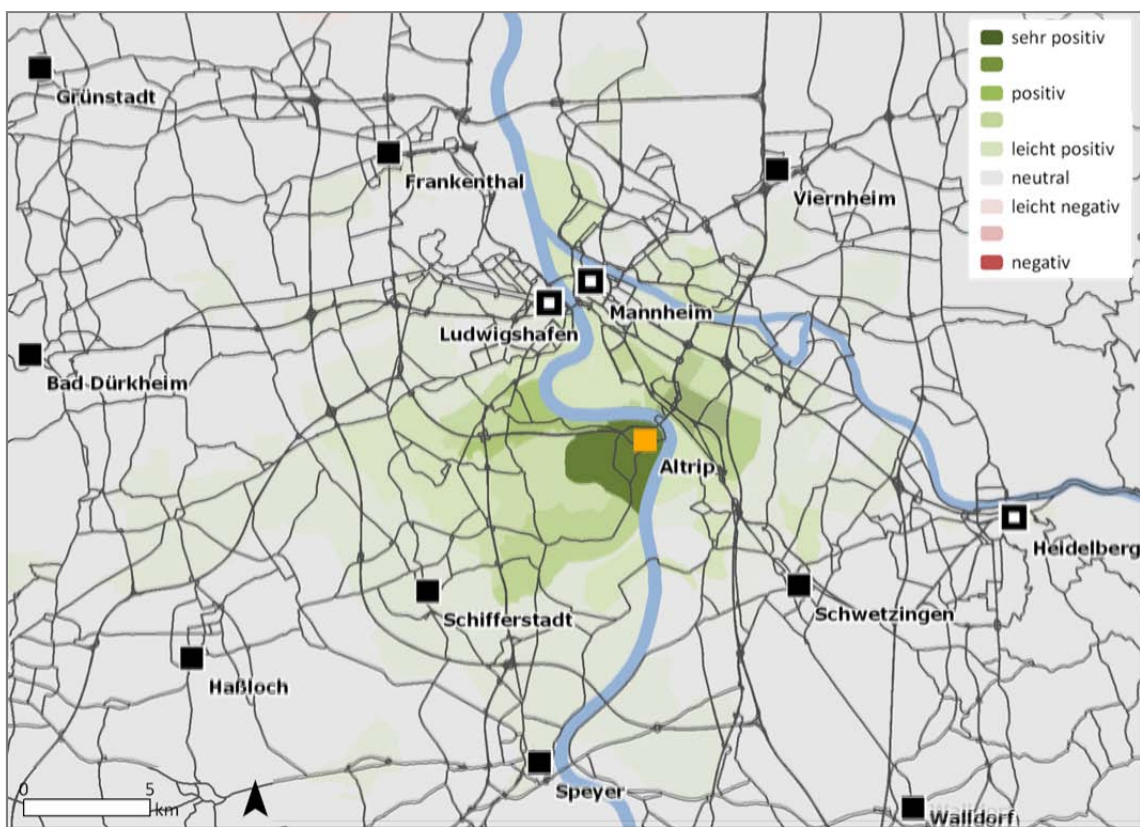 sehr positiv
positiv
leicht positiv
neutral
leicht negativ
negativ
Grünstadt
Frankenthal
Viernheim
Mannheim
Ludwigshafen
Bad Dürkheim
Altrip
Heidelberg
Schifferstadt
Schwetzingen
Haßloch
Speyer
Walldorf
0 5
km